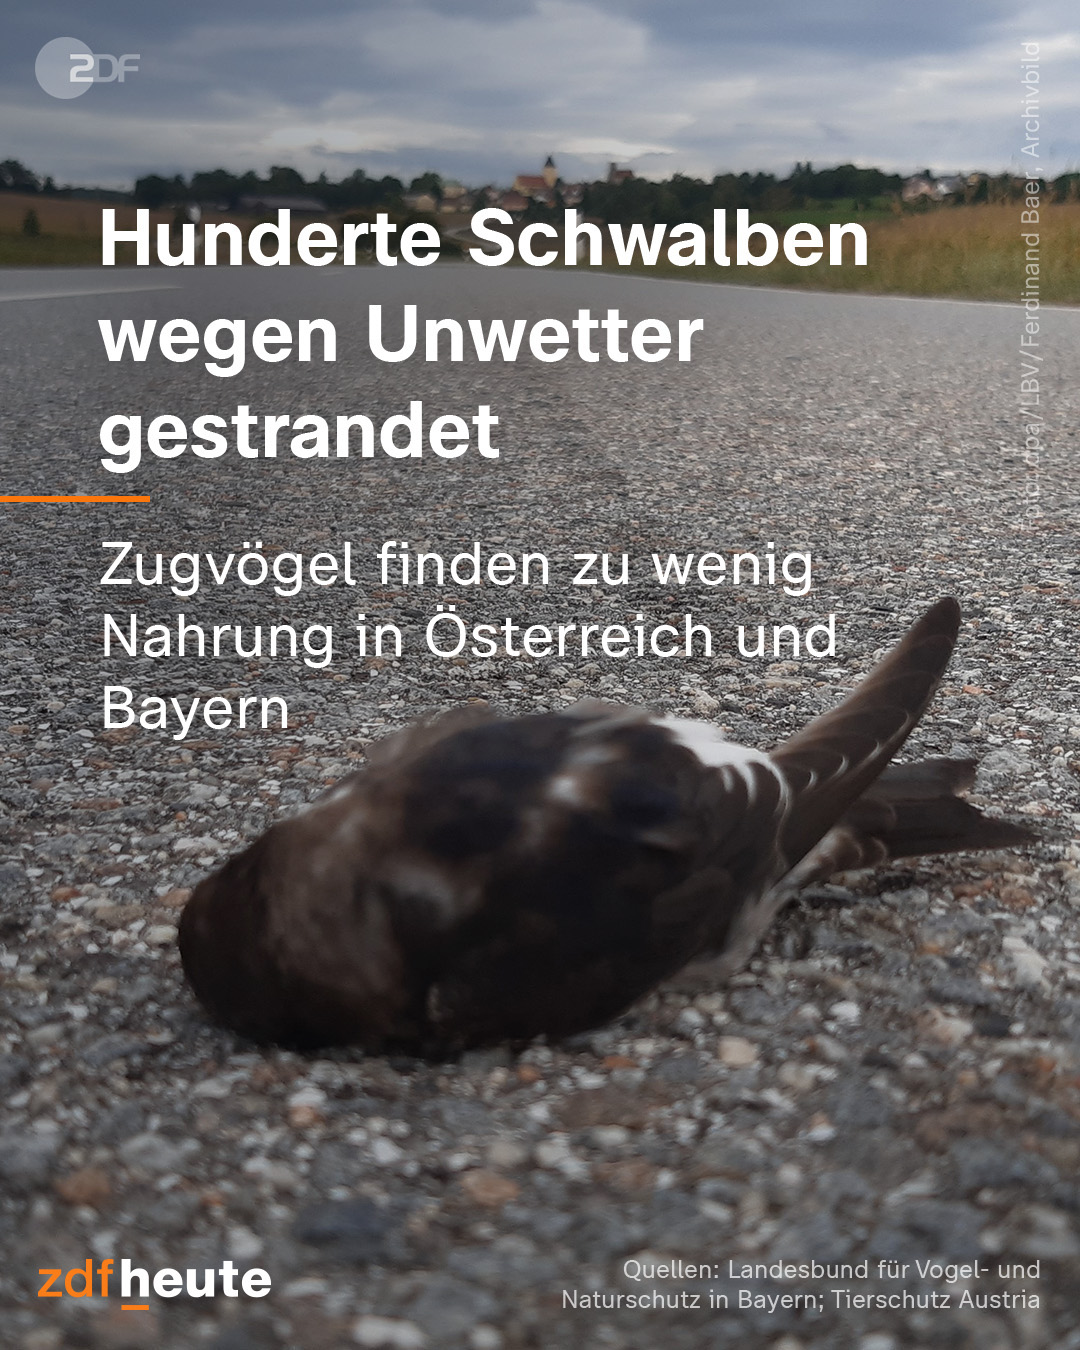 ZDF
Hunderte Schwalben
wegen Unwetter
gestrandet
Zugvögel finden zu wenig
Nahrung in Österreich und
Bayern
dpa/LBV/Ferdinand Baer, Archivbild
zdfheute
Quellen: Landesbund für Vogel- und
Naturschutz in Bayern; Tierschutz Austria